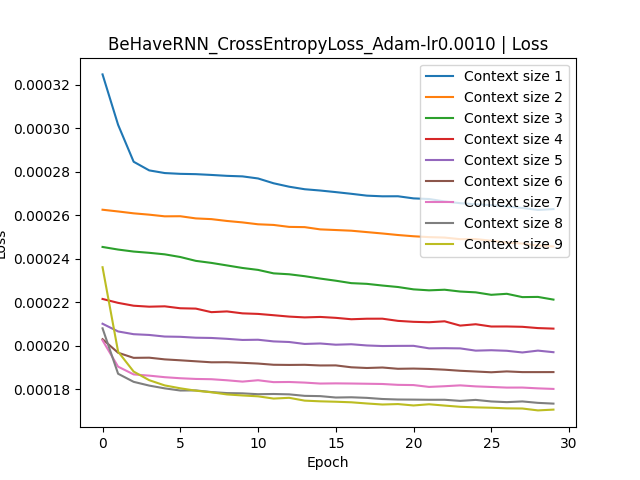 BeHaveRNN_CrossEntropyLoss_Adam-lr0.0010 | Loss
Loss
0.00032
0.00030
0.00028
0.00026
0.00024
0.00022
0.00020
0.00018
Context size 1
Context size 2
Context size 3
Context size 4
Context size 5
Context size 6
Context size 7
Context size 8
Context size 9
0 5 10 15 20 25 30
Epoch